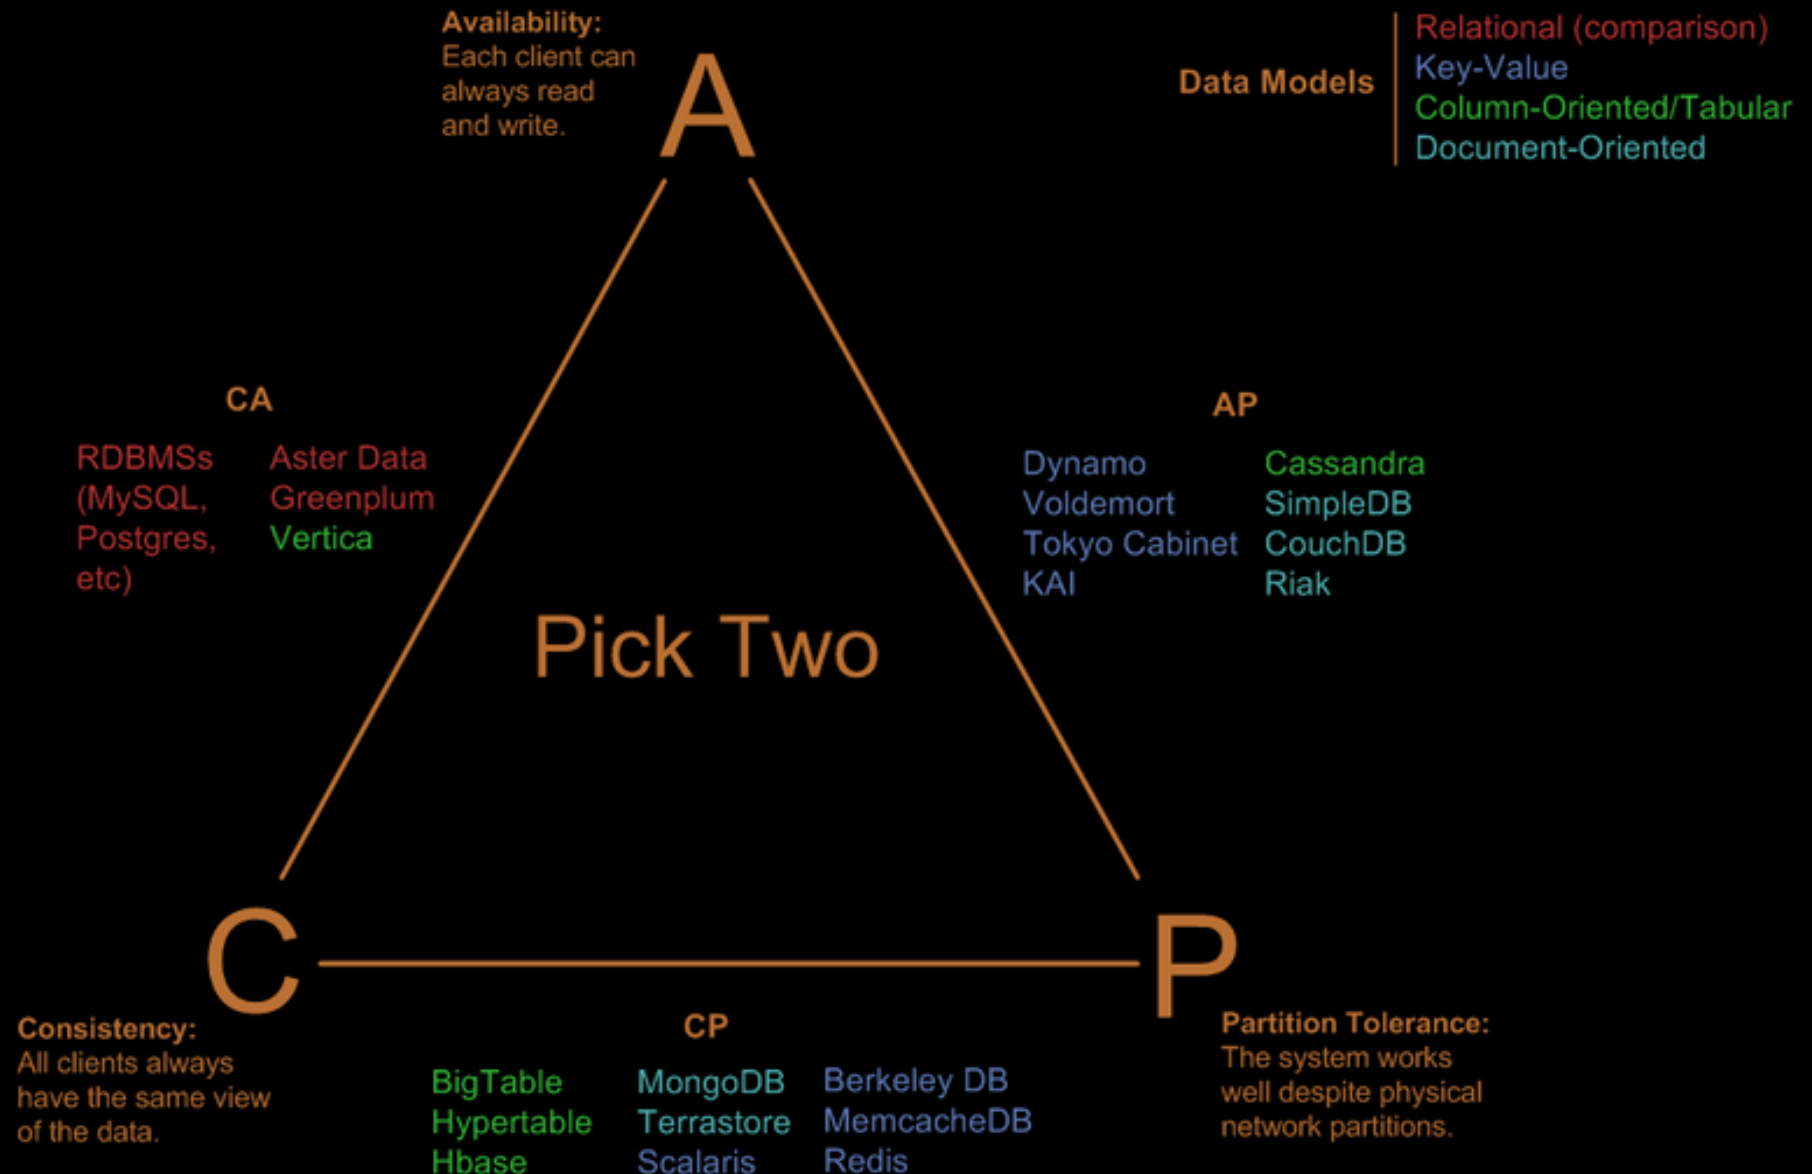 Availability:
Each client can
always read
and write.
A
Data Models
Relational (comparison)
Key-Value
Column-Oriented/Tabular
Document-Oriented
CA
RDBMSs
(MySQL,
Postgres,
etc)
Aster Data
Greenplum
Vertica
AP
Dynamo
Voldemort
Tokyo Cabinet
KAI
Cassandra
SimpleDB
CouchDB
Riak
Pick Two
C
Consistency:
All clients always
have the same view
of the data.
P
Partition Tolerance:
The system works
well despite physical
network partitions.
CP
BigTable
Hypertable
Hbase
MongoDB
Terrastore
Scalaris
Berkeley DB
MemcacheDB
Redis